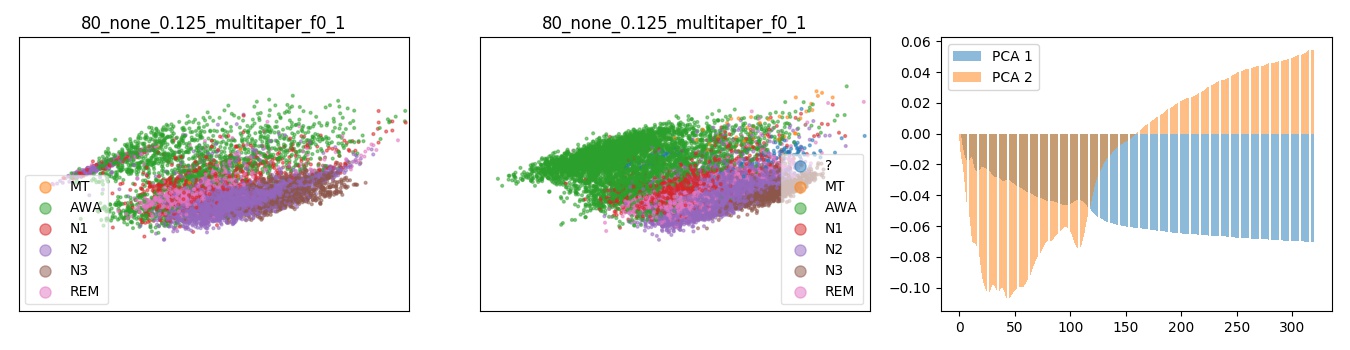 80_none_0.125_multitaper_f0_1
MT
AWA
N1
N2
N3
REM
80_none_0.125_multitaper_f0_1
?
MT
AWA
N1
N2
N3
REM
PCA 1
PCA 2
0.06
0.04
0.02
0.00
−0.02
−0.04
−0.06
−0.08
−0.10
0
50
100
150
200
250
300